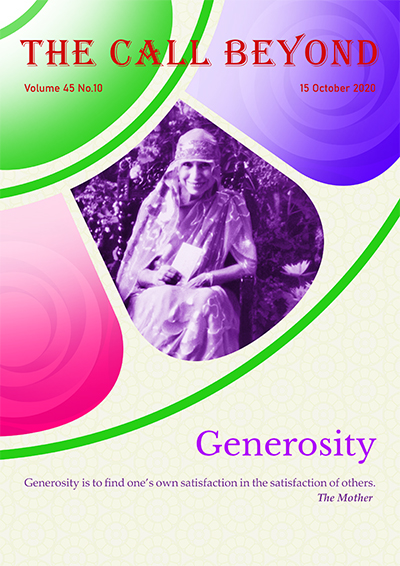 THE CALL BEYOND
Volume 45 No.10 15 October 2020
Generosity
Generosity is to find one's own satisfaction in the satisfaction of others.
The Mother